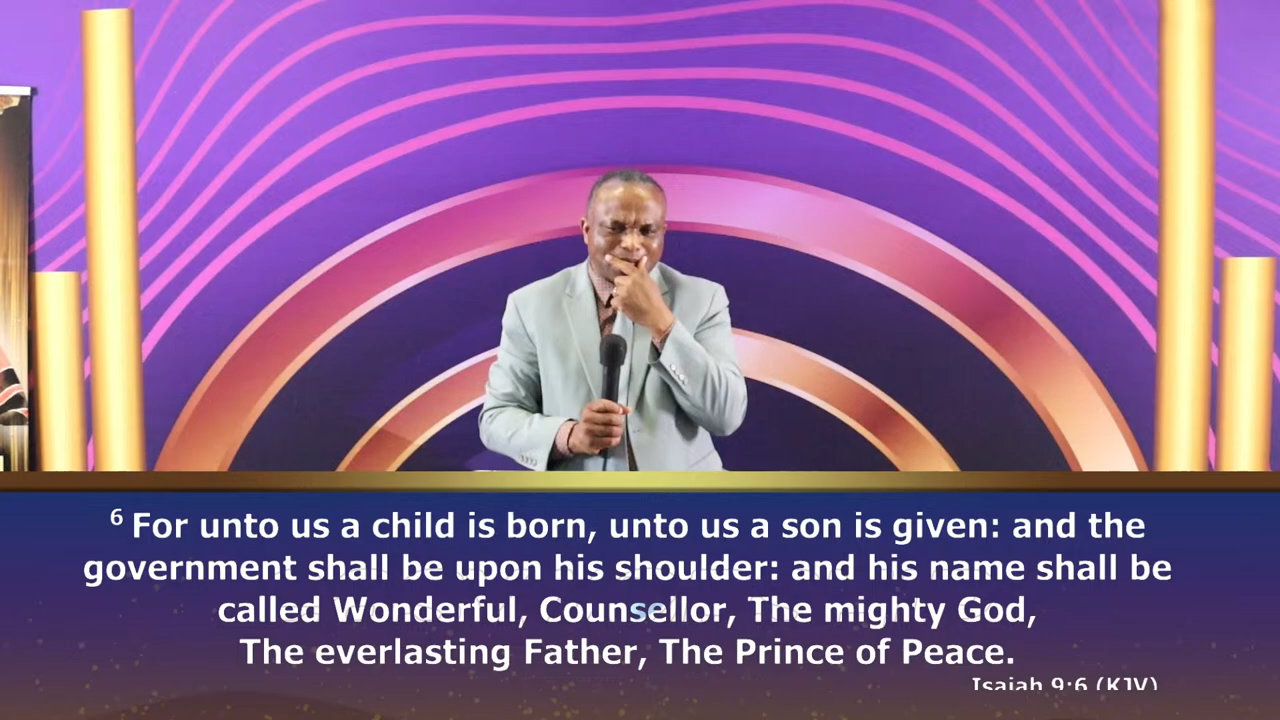 6 For unto us a child is born, unto us a son is given: and the
government shall be upon his shoulder: and his name shall be
called Wonderful, Counsellor, The mighty God,
The everlasting Father, The Prince of Peace.
Isaiah 9:6 (KJV)